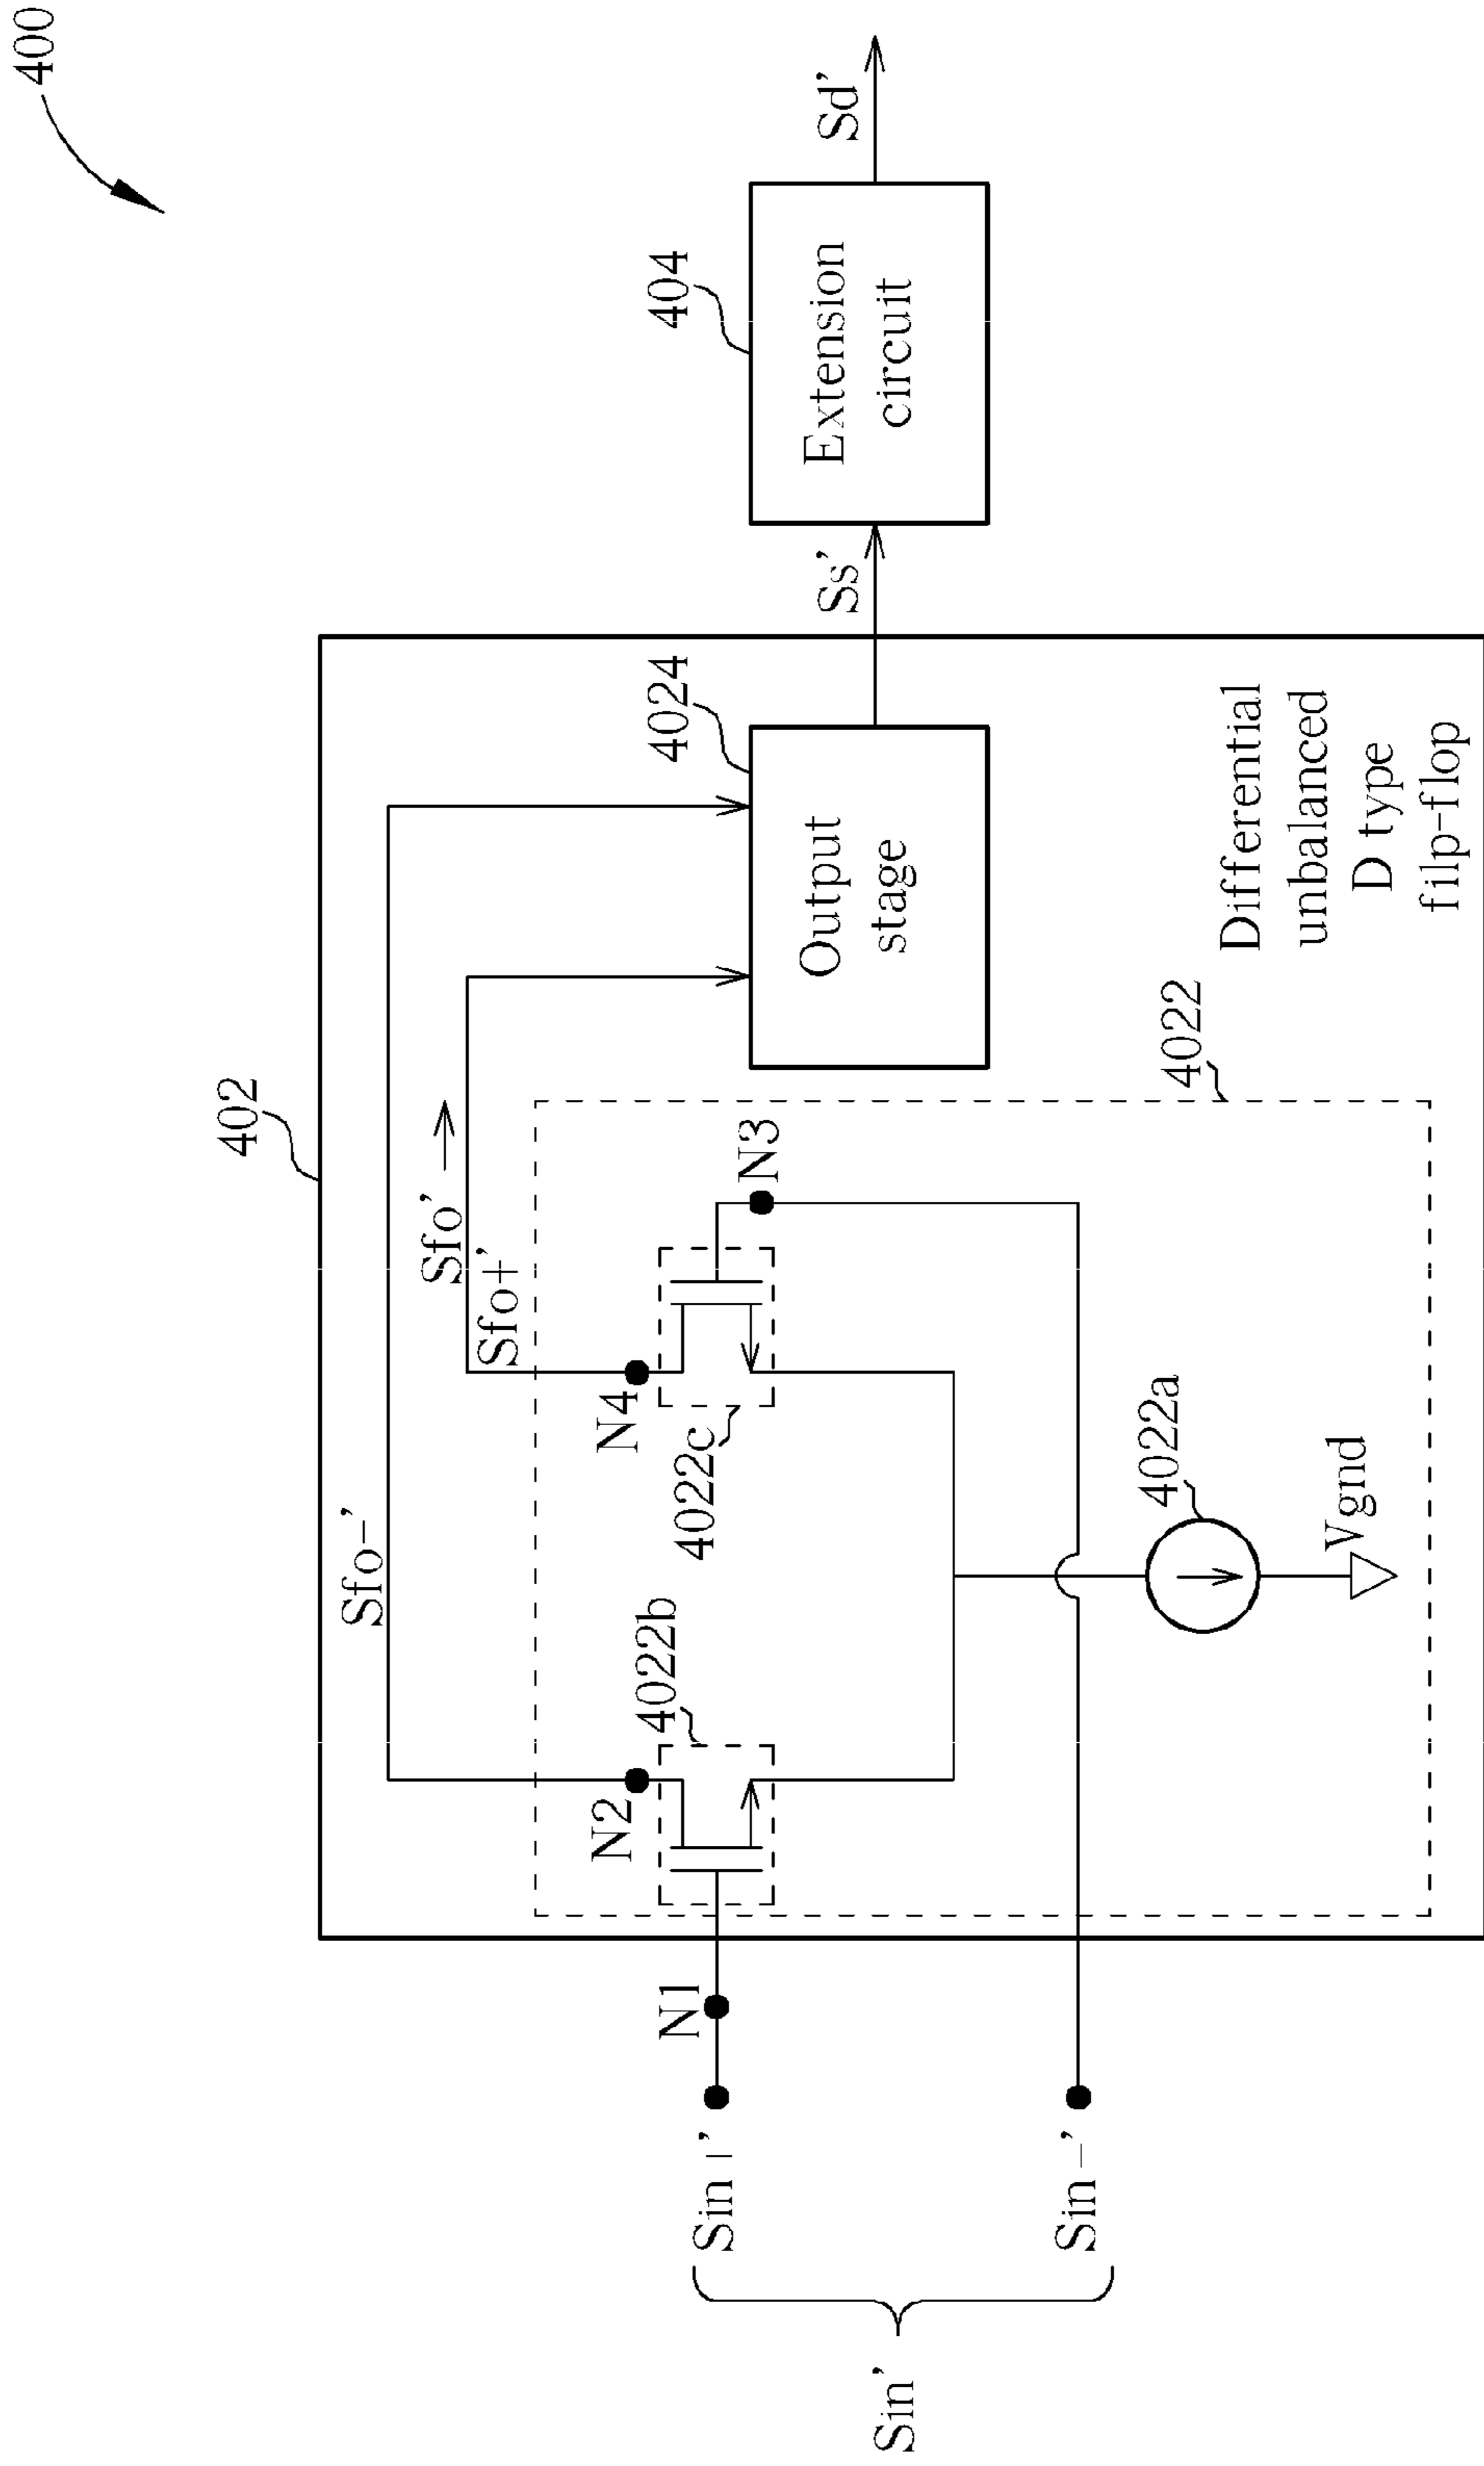 400
402
Sfo-'
Sfo'
Sfo+'
N2
4022b
N4
4022c
N3
4024
Output
stage
404
Extension
circuit
Ss'
Sd'
N1
Sin+'
Sin-'
Sin'
4022a
Vgnd
4022
Differential
unbalanced
D type
filp-flop